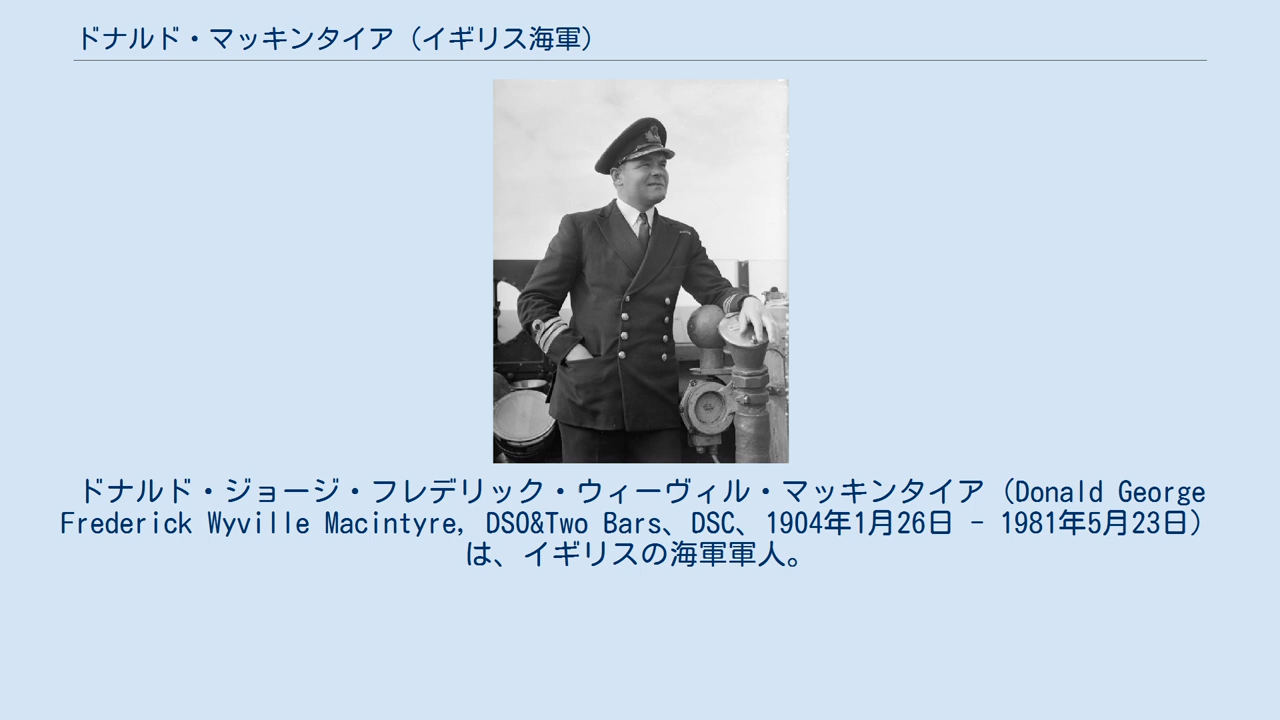 ドナルド・マッキンタイア（イギリス海軍）
ドナルド・ジョージ・フレデリック・ウィーヴィル・マッキンタイア（Donald George
Frederick Wyville Macintyre, DSO&Two Bars、DSC、1904年1月26日 - 1981年5月23日）
は、イギリスの海軍軍人。